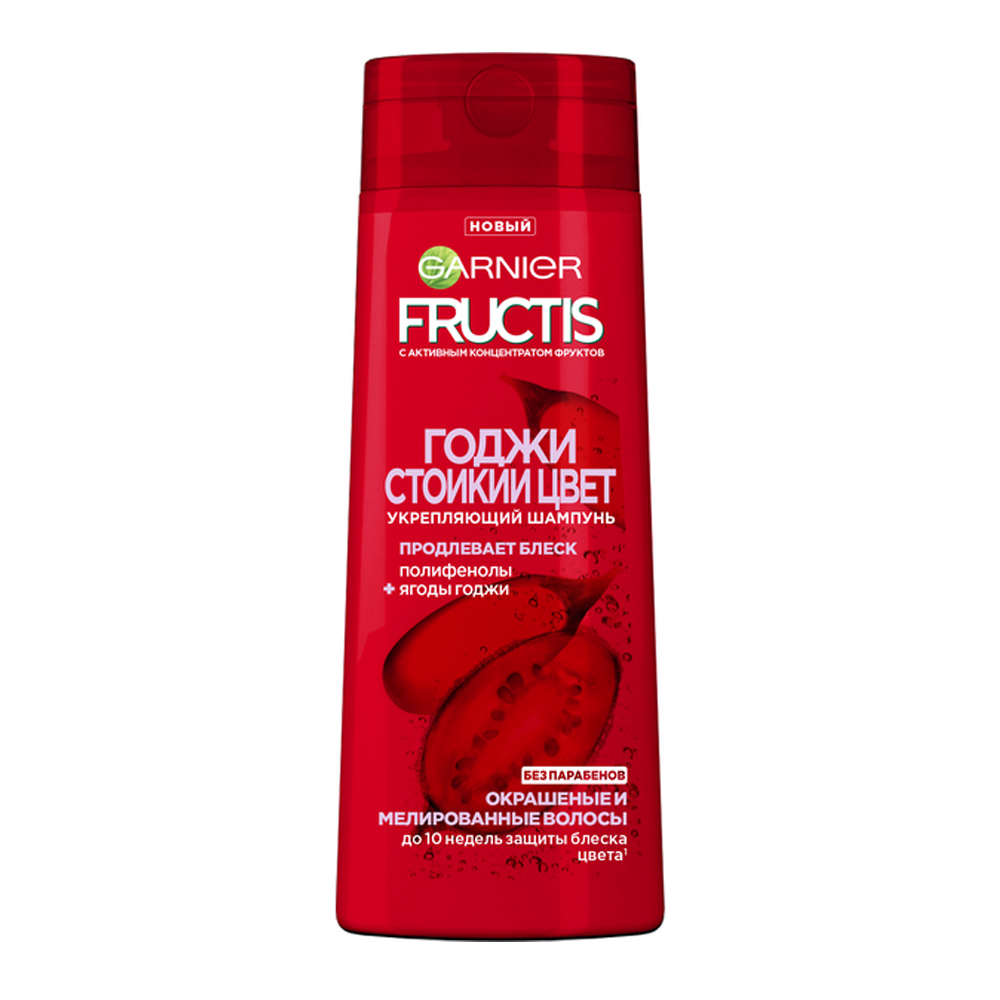 НОВЫЙ
GARNIER
FRUCTIS
С АКТИВНЫМ КОНЦЕНТРАТОМ ФРУКТОВ
ГОДЖИ
СТОЙКИЙ ЦВЕТ
УКРЕПЛЯЮЩИЙ ШАМПУНЬ
ПРОДЛЕВАЕТ БЛЕСК
ПОЛИФЕНОЛЫ
+ ЯГОДЫ ГОДЖИ
БЕЗ ПАРАБЕНОВ
ОКРАШЕНЫЕ И
МЕЛИРОВАННЫЕ ВОЛОСЫ
ДО 10 НЕДЕЛЬ ЗАЩИТЫ БЛЕСКА
ЦВЕТА¹